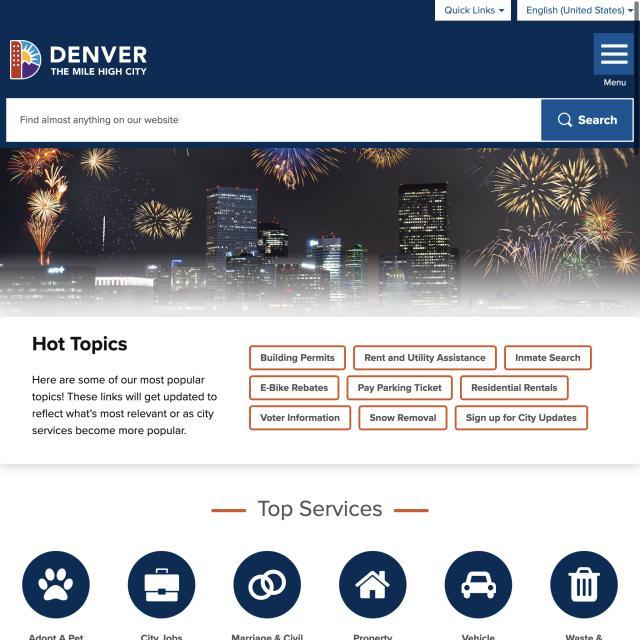 Quick Links
English (United States)
DENVER
THE MILE HIGH CITY
Menu
Find almost anything on our website
Search
Hot Topics
Here are some of our most popular
topics! These links will get updated to
reflect what's most relevant or as city
services become more popular.
Building Permits
Rent and Utility Assistance
Inmate Search
E-Bike Rebates
Pay Parking Ticket
Residential Rentals
Voter Information
Snow Removal
Sign up for City Updates
Top Services
Adopt A Pet
City Jobs
Marriage & Civil
Property
Vehicle
Waste &